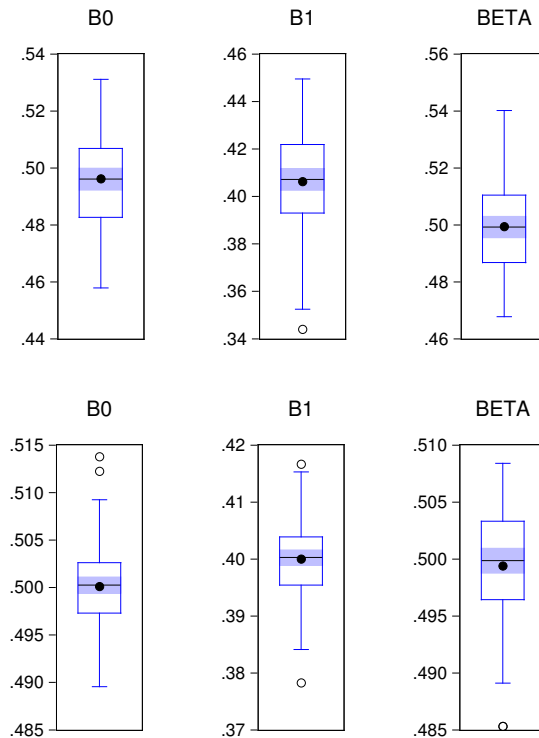 B0 B1 BETA
.54 .46 .56
.52 .44 .54
.50 .42 .52
.48 .40 .50
.46 .38 .48
.44 .36 .46
.34
B0 B1 BETA
.515 .42 .510
.510 .41 .505
.505 .40 .500
.500 .39 .495
.495 .38 .490
.490 .37 .485
.485